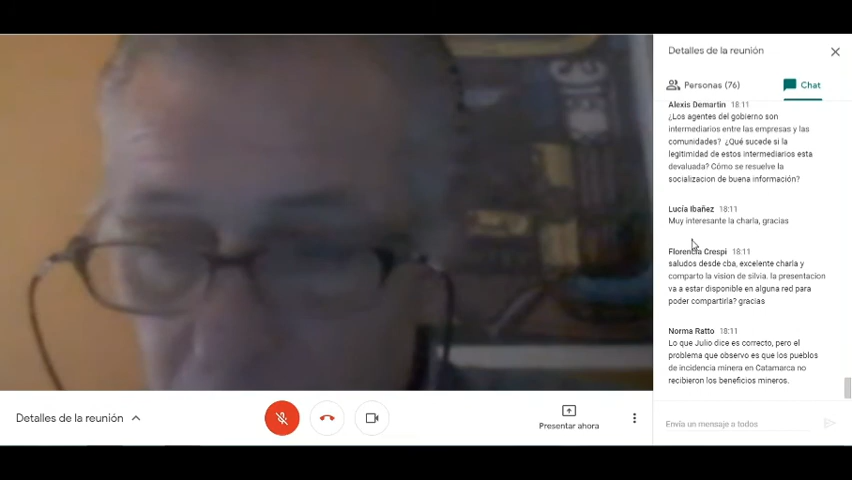 Detalles de la reunión
Personas (76)
Chat
Alexis Demartin 18:11
¿Los agentes del gobierno son
intermediarios entre las empresas y las
comunidades? ¿Qué sucede si la
legitimidad de estos intermediarios esta
devaluada? Cómo se resuelve la
socializacion de buena información?
Lucía Ibañez 18:11
Muy interesante la charla, gracias
Florencia Crespi 18:11
saludos desde cba, excelente charla y
comparto la vision de silvia. la presentacion
va a estar disponible en alguna red para
poder compartirla? gracias
Norma Ratto 18:11
Lo que Julio dice es correcto, pero el
problema que observo es que los pueblos
de incidencia minera en Catamarca no
recibieron los beneficios mineros.
Envía un mensaje a todos
Detalles de la reunión
Presentar ahora